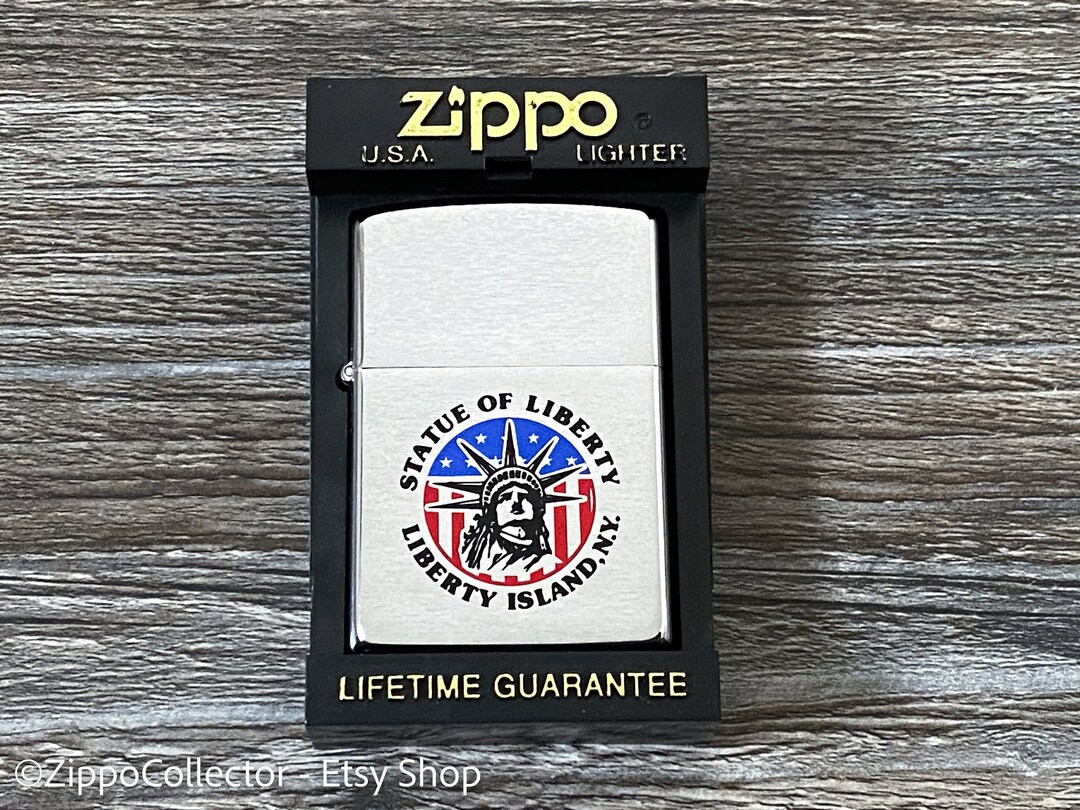 Zippo ®
U.S.A. LIGHTER
STATUE OF LIBERTY
LIBERTY ISLAND, N.Y.
LIFETIME GUARANTEE
©ZippoCollector - Etsy Shop